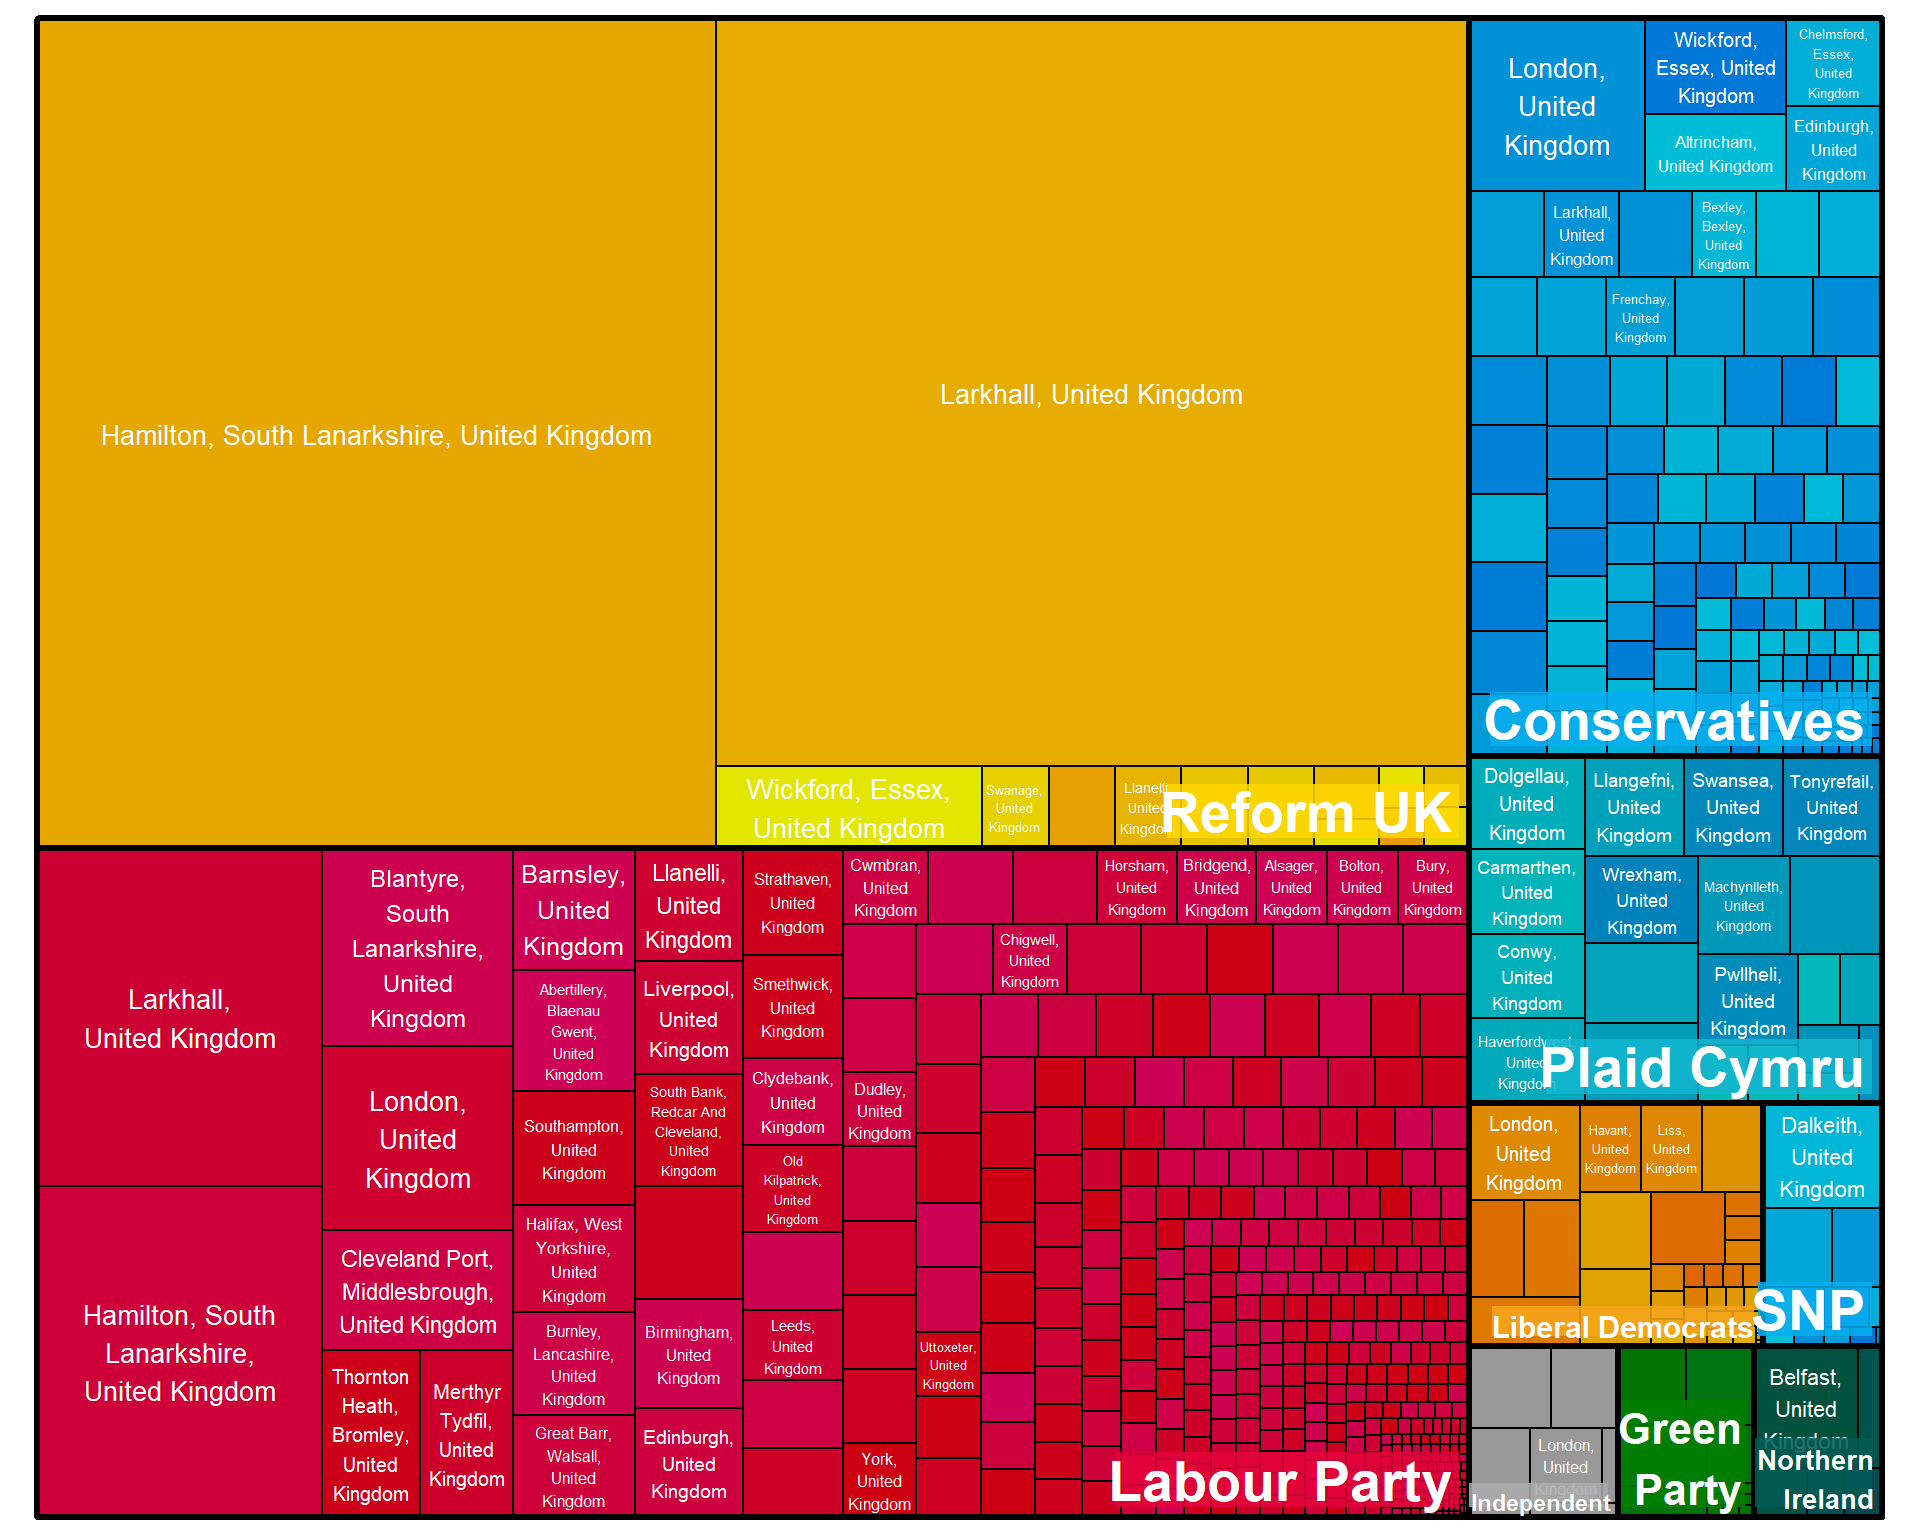 Hamilton, South Lanarkshire, United Kingdom
Larkhall, United Kingdom
Wickford, Essex,
United Kingdom
Swanage,
United
Kingdom
Llanelli
United
Kingdom
Reform UK
London,
United
Kingdom
Wickford,
Essex, United
Kingdom
Chelmsford,
Essex,
United
Kingdom
Altrincham,
United Kingdom
Edinburgh,
United
Kingdom
Larkhall,
United
Kingdom
Bexley,
Bexley,
United
Kingdom
Frenchay,
United
Kingdom
Conservatives
Dolgellau,
United
Kingdom
Llangefni,
United
Kingdom
Swansea,
United
Kingdom
Tonyrefail,
United
Kingdom
Carmarthen,
United
Kingdom
Wrexham,
United
Kingdom
Machynlleth,
United
Kingdom
Conwy,
United
Kingdom
Pwllheli,
United
Kingdom
Haverfordwest,
United
Kingdom
Plaid Cymru
Larkhall,
United Kingdom
Hamilton, South
Lanarkshire,
United Kingdom
Blantyre,
South
Lanarkshire,
United
Kingdom
London,
United
Kingdom
Cleveland Port,
Middlesbrough,
United Kingdom
Thornton
Heath,
Bromley,
United
Kingdom
Merthyr
Tydfil,
United
Kingdom
Barnsley,
United
Kingdom
Abertillery,
Blaenau
Gwent,
United
Kingdom
Southampton,
United
Kingdom
Halifax, West
Yorkshire,
United
Kingdom
Burnley,
Lancashire,
United
Kingdom
Great Barr,
Walsall,
United
Kingdom
Llanelli,
United
Kingdom
Liverpool,
United
Kingdom
South Bank,
Redcar And
Cleveland,
United
Kingdom
Birmingham,
United
Kingdom
Edinburgh,
United
Kingdom
Strathaven,
United
Kingdom
Smethwick,
United
Kingdom
Clydebank,
United
Kingdom
Old
Kilpatrick,
United
Kingdom
Leeds,
United
Kingdom
Cwmbran,
United
Kingdom
Dudley,
United
Kingdom
York,
United
Kingdom
Horsham,
United
Kingdom
Bridgend,
United
Kingdom
Alsager,
United
Kingdom
Bolton,
United
Kingdom
Bury,
United
Kingdom
Chigwell,
United
Kingdom
Uttoxeter,
United
Kingdom
Labour Party
London,
United
Kingdom
Havant,
United
Kingdom
Liss,
United
Kingdom
Liberal Democrats
Dalkeith,
United
Kingdom
SNP
London,
United
Independent
Green
Party
Belfast,
United
Kingdom
Northern
Ireland